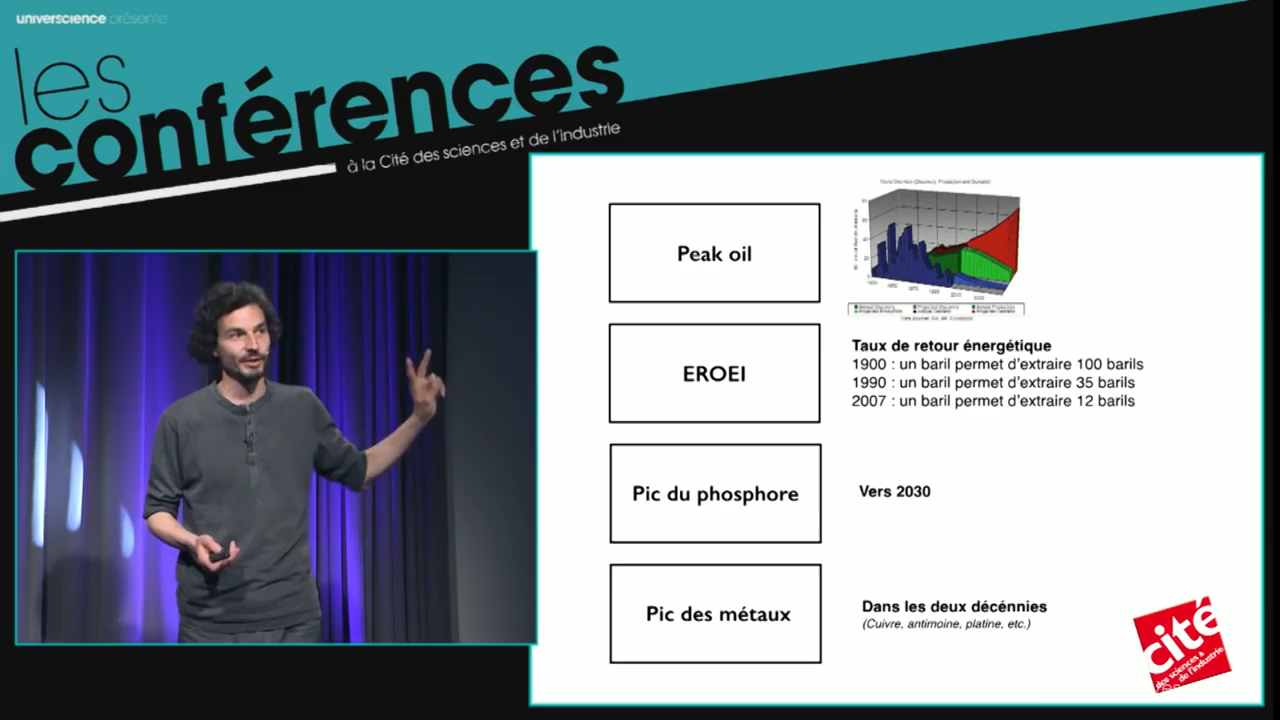 universcience présente
les
conférences
à la Cité des sciences et de l'industrie
Peak oil
EROEI
Taux de retour énergétique
1900 : un baril permet d'extraire 100 barils
1990 : un baril permet d'extraire 35 barils
2007 : un baril permet d'extraire 12 barils
Pic du phosphore
Vers 2030
Pic des métaux
Dans les deux décénnies
(Cuivre, antimoine, platine, etc.)
cité
des sciences &
de l'industrie